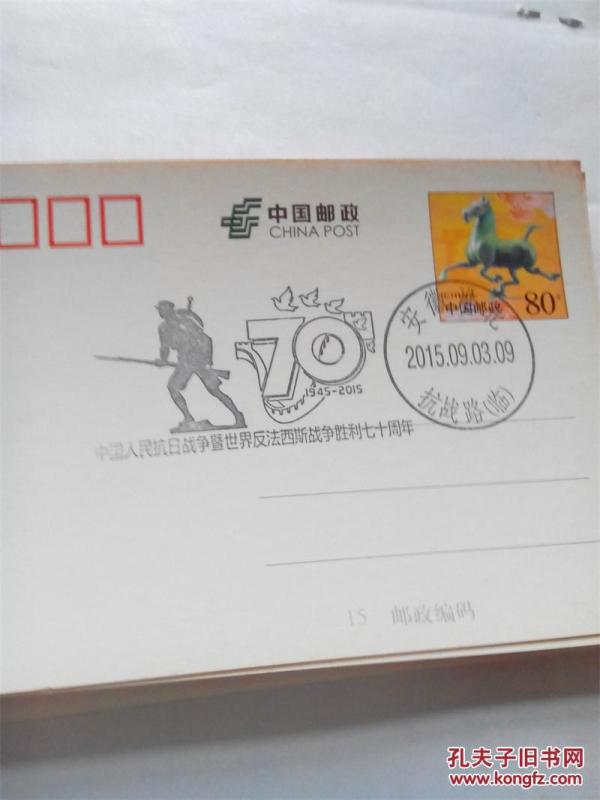 中国邮政
CHINA POST
80
中国邮政
70
1945-2015
安徽
2015.09.03.09
抗战路(临)
中国人民抗日战争暨世界反法西斯战争胜利七十周年
15 邮政编码
孔夫子旧书网
www.kongfz.com